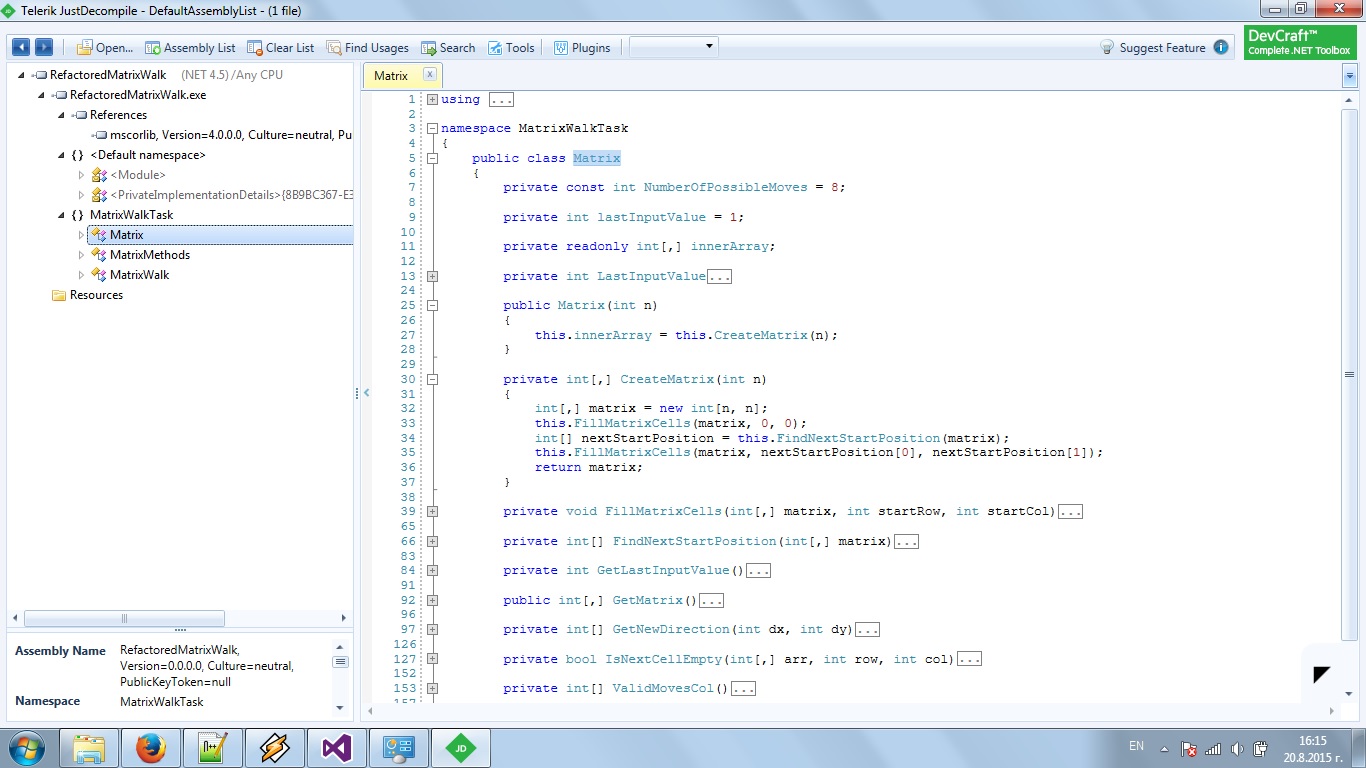 Telerik JustDecompile - DefaultAssemblyList - (1 file)
Open... Assembly List Clear List Find Usages Search Tools Plugins Suggest Feature
DevCraft™
Complete .NET Toolbox
RefactoredMatrixWalk (NET 4.5) /Any CPU
RefactoredMatrixWalk.exe
References
mscorlib, Version=4.0.0.0, Culture=neutral, Pu
{} <Default namespace>
<Module>
<PrivateImplementationDetails>{8B9BC367-E3
{} MatrixWalkTask
Matrix
MatrixMethods
MatrixWalk
Resources
Assembly Name RefactoredMatrixWalk,
Version=0.0.0.0, Culture=neutral,
PublicKeyToken=null
Namespace MatrixWalkTask
Matrix x
1 using ...
2
3 namespace MatrixWalkTask
4 {
5 public class Matrix
6 {
7 private const int NumberOfPossibleMoves = 8;
8
9 private int lastInputValue = 1;
10
11 private readonly int[,] innerArray;
12
13 private int LastInputValue...
24
25 public Matrix(int n)
26 {
27 this.innerArray = this.CreateMatrix(n);
28 }
29
30 private int[,] CreateMatrix(int n)
31 {
32 int[,] matrix = new int[n, n];
33 this.FillMatrixCells(matrix, 0, 0);
34 int[] nextStartPosition = this.FindNextStartPosition(matrix);
35 this.FillMatrixCells(matrix, nextStartPosition[0], nextStartPosition[1]);
36 return matrix;
37 }
38
39 private void FillMatrixCells(int[,] matrix, int startRow, int startCol)...
65
66 private int[] FindNextStartPosition(int[,] matrix)...
83
84 private int GetLastInputValue()...
91
92 public int[,] GetMatrix()...
96
97 private int[] GetNewDirection(int dx, int dy)...
126
127 private bool IsNextCellEmpty(int[,] arr, int row, int col)...
152
153 private int[] ValidMovesCol()...
157
N++
JD
EN
16:15
20.8.2015 г.